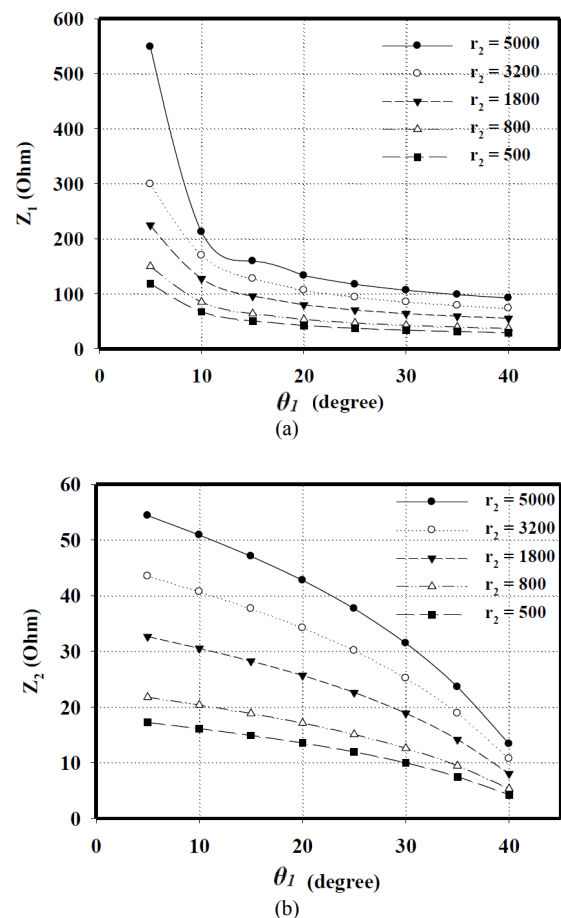 600
500
400
300
200
100
0
Z1 (Ohm)
r2 = 5000
r2 = 3200
r2 = 1800
r2 = 800
r2 = 500
0 10 20 30 40
θ1 (degree)
(a)
60
50
40
30
20
10
0
Z2 (Ohm)
r2 = 5000
r2 = 3200
r2 = 1800
r2 = 800
r2 = 500
0 10 20 30 40
θ1 (degree)
(b)